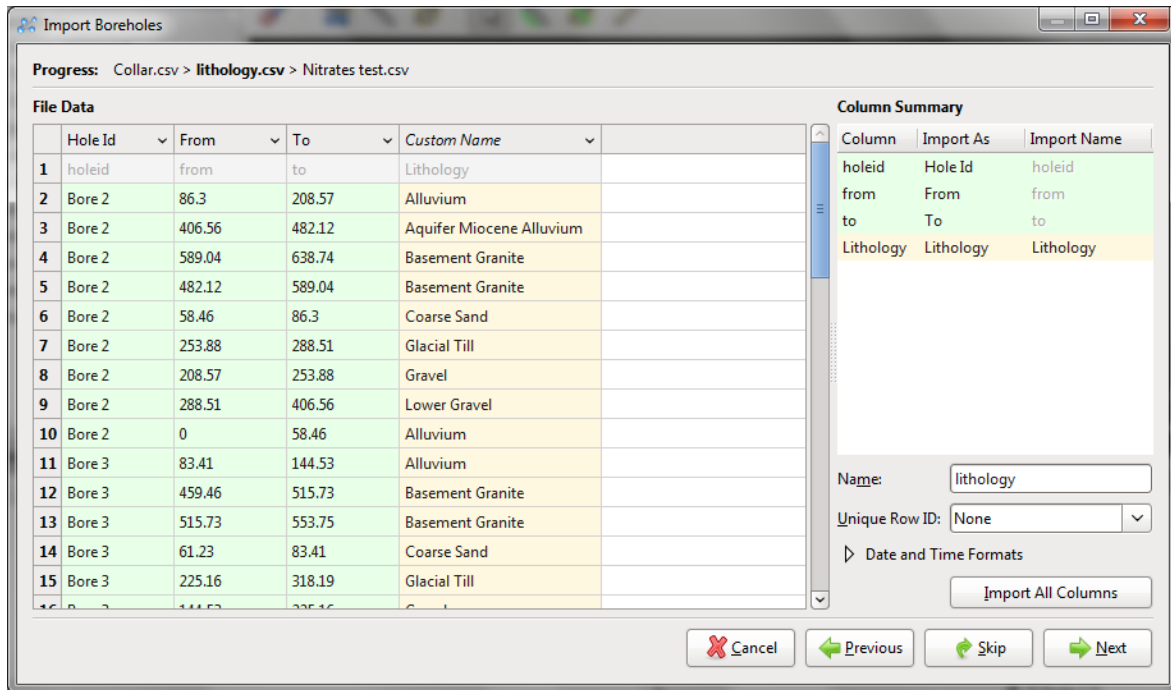 Import Boreholes
Progress: Collar.csv > lithology.csv > Nitrates test.csv
File Data
Hole Id From To Custom Name
1 holeid from to Lithology
2 Bore 2 86.3 208.57 Alluvium
3 Bore 2 406.56 482.12 Aquifer Miocene Alluvium
4 Bore 2 589.04 638.74 Basement Granite
5 Bore 2 482.12 589.04 Basement Granite
6 Bore 2 58.46 86.3 Coarse Sand
7 Bore 2 253.88 288.51 Glacial Till
8 Bore 2 208.57 253.88 Gravel
9 Bore 2 288.51 406.56 Lower Gravel
10 Bore 2 0 58.46 Alluvium
11 Bore 3 83.41 144.53 Alluvium
12 Bore 3 459.46 515.73 Basement Granite
13 Bore 3 515.73 553.75 Basement Granite
14 Bore 3 61.23 83.41 Coarse Sand
15 Bore 3 225.16 318.19 Glacial Till
Column Summary
Column Import As Import Name
holeid Hole Id holeid
from From from
to To to
Lithology Lithology Lithology
Name: lithology
Unique Row ID: None
Date and Time Formats
Import All Columns
Cancel Previous Skip Next